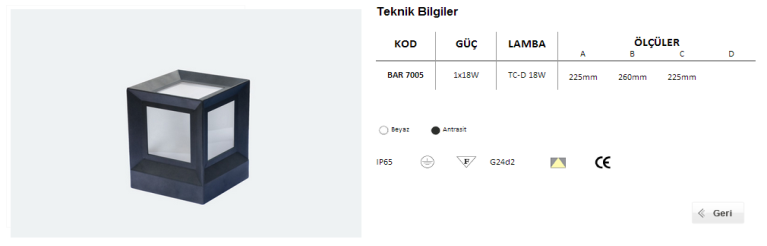 Teknik Bilgiler
KOD GÜÇ LAMBA ÖLÇÜLER
A B C D
BAR 7005 1x18W TC-D 18W 225mm 260mm 225mm
Beyaz Antrasit
IP65 F G24d2 CE
Geri